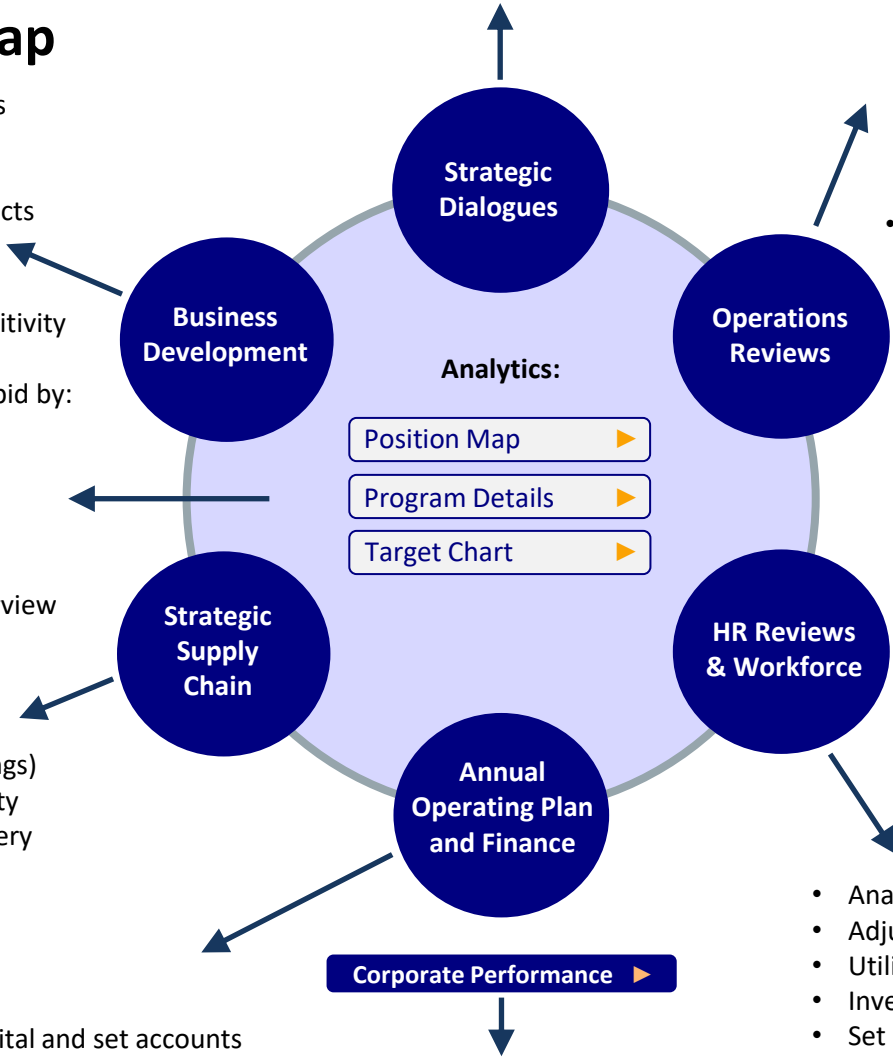 ap
s
cts
itivity
bid by:
view
gs)
ty
ery
ital and set accounts
Strategic
Dialogues
•
Business
Development
Operations
Reviews
Analytics:
Position Map
Program Details
Target Chart
Strategic
Supply
Chain
HR Reviews
& Workforce
Annual
Operating Plan
and Finance
Corporate Performance
• Ana
• Adju
• Utili
• Inve
• Set